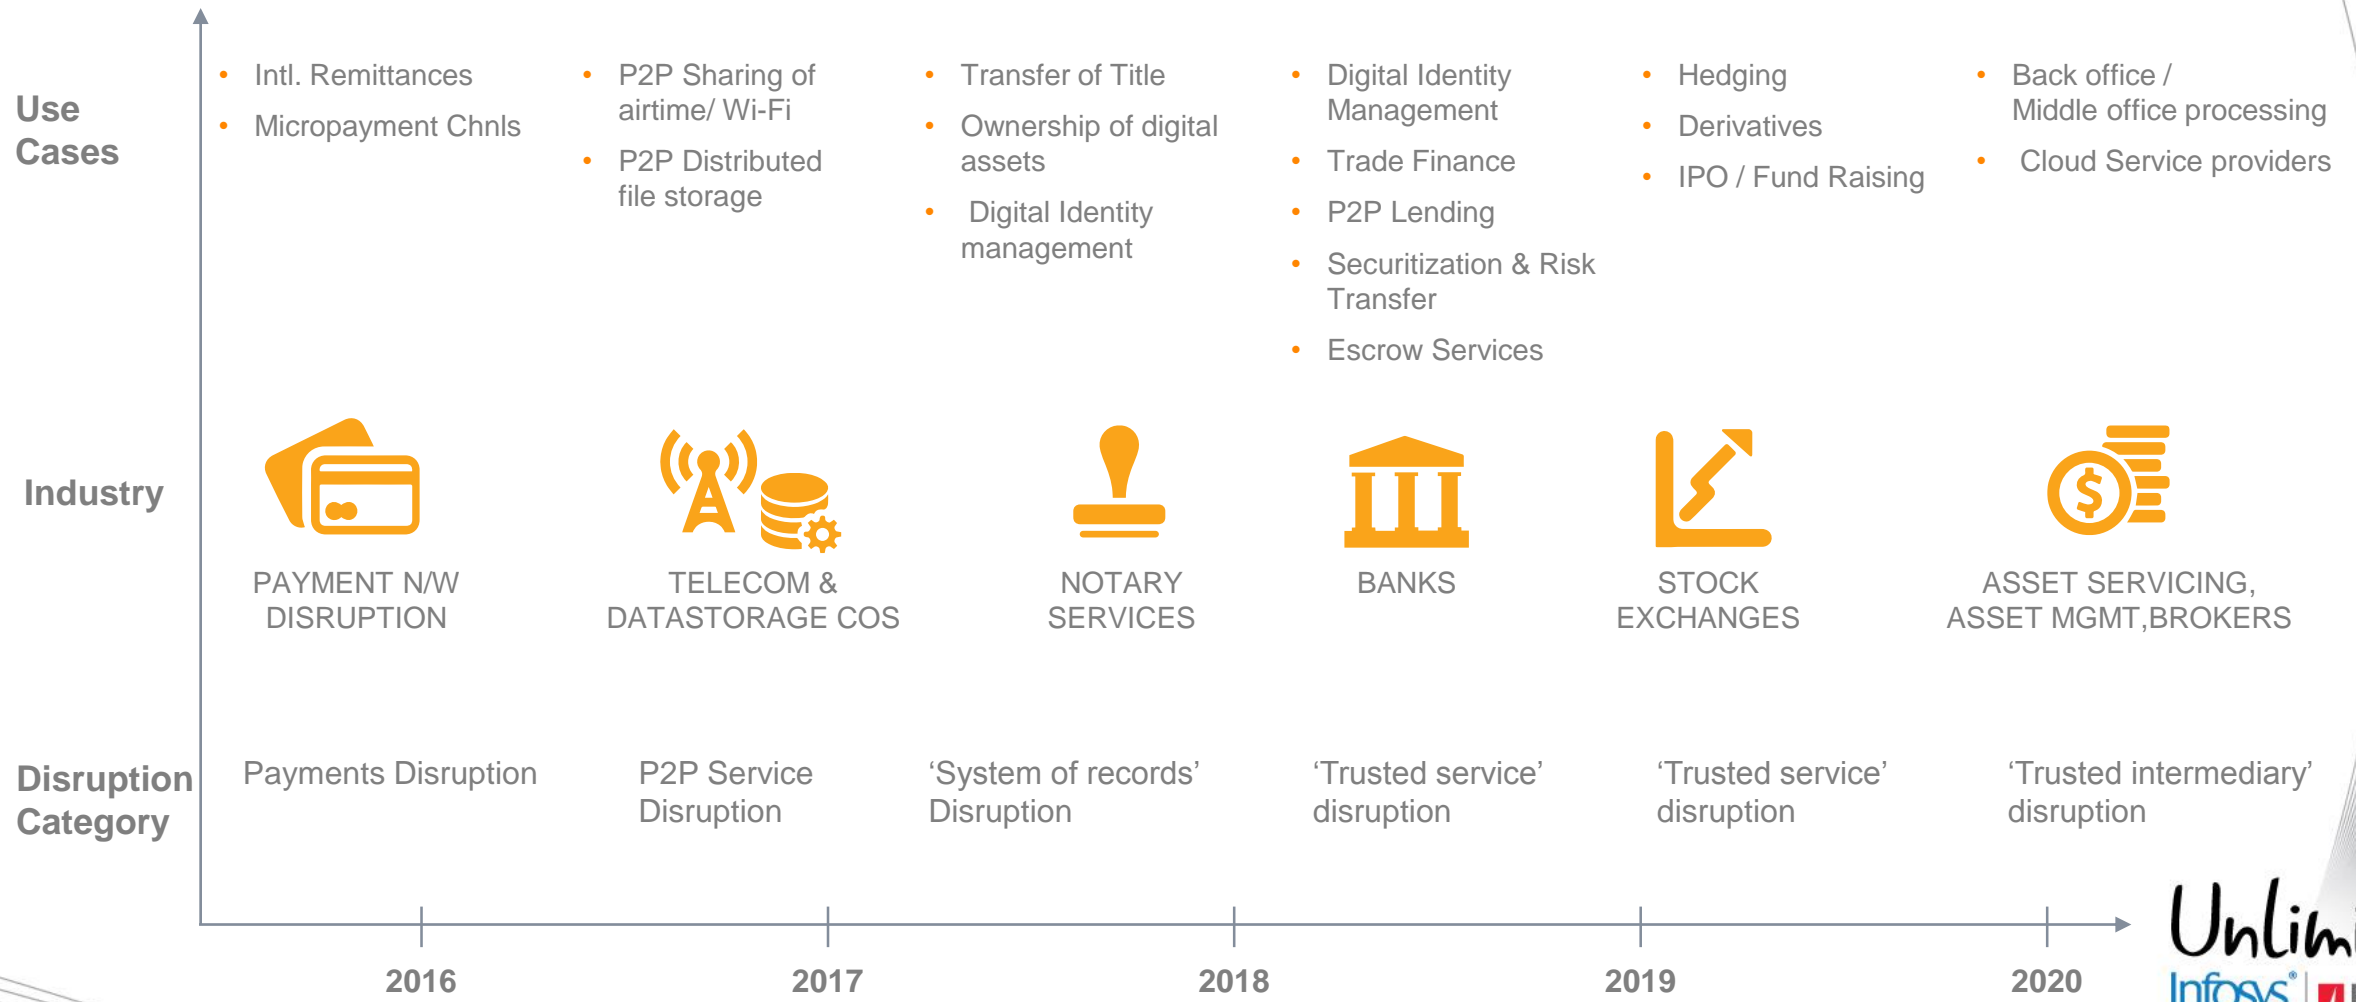 Use
Cases
• Intl. Remittances
• Micropayment Chnls
• P2P Sharing of
airtime/ Wi-Fi
• P2P Distributed
file storage
• Transfer of Title
• Ownership of digital
assets
• Digital Identity
management
• Digital Identity
Management
• Trade Finance
• P2P Lending
• Securitization & Risk
Transfer
• Escrow Services
• Hedging
• Derivatives
• IPO / Fund Raising
• Back office /
Middle office processing
• Cloud Service providers
Industry
PAYMENT N/W
DISRUPTION
TELECOM &
DATASTORAGE COS
NOTARY
SERVICES
BANKS
STOCK
EXCHANGES
ASSET SERVICING,
ASSET MGMT,BROKERS
Disruption
Category
Payments Disruption
P2P Service
Disruption
‘System of records’
Disruption
‘Trusted service’
disruption
‘Trusted service’
disruption
‘Trusted intermediary’
disruption
2016
2017
2018
2019
2020
Infosys®